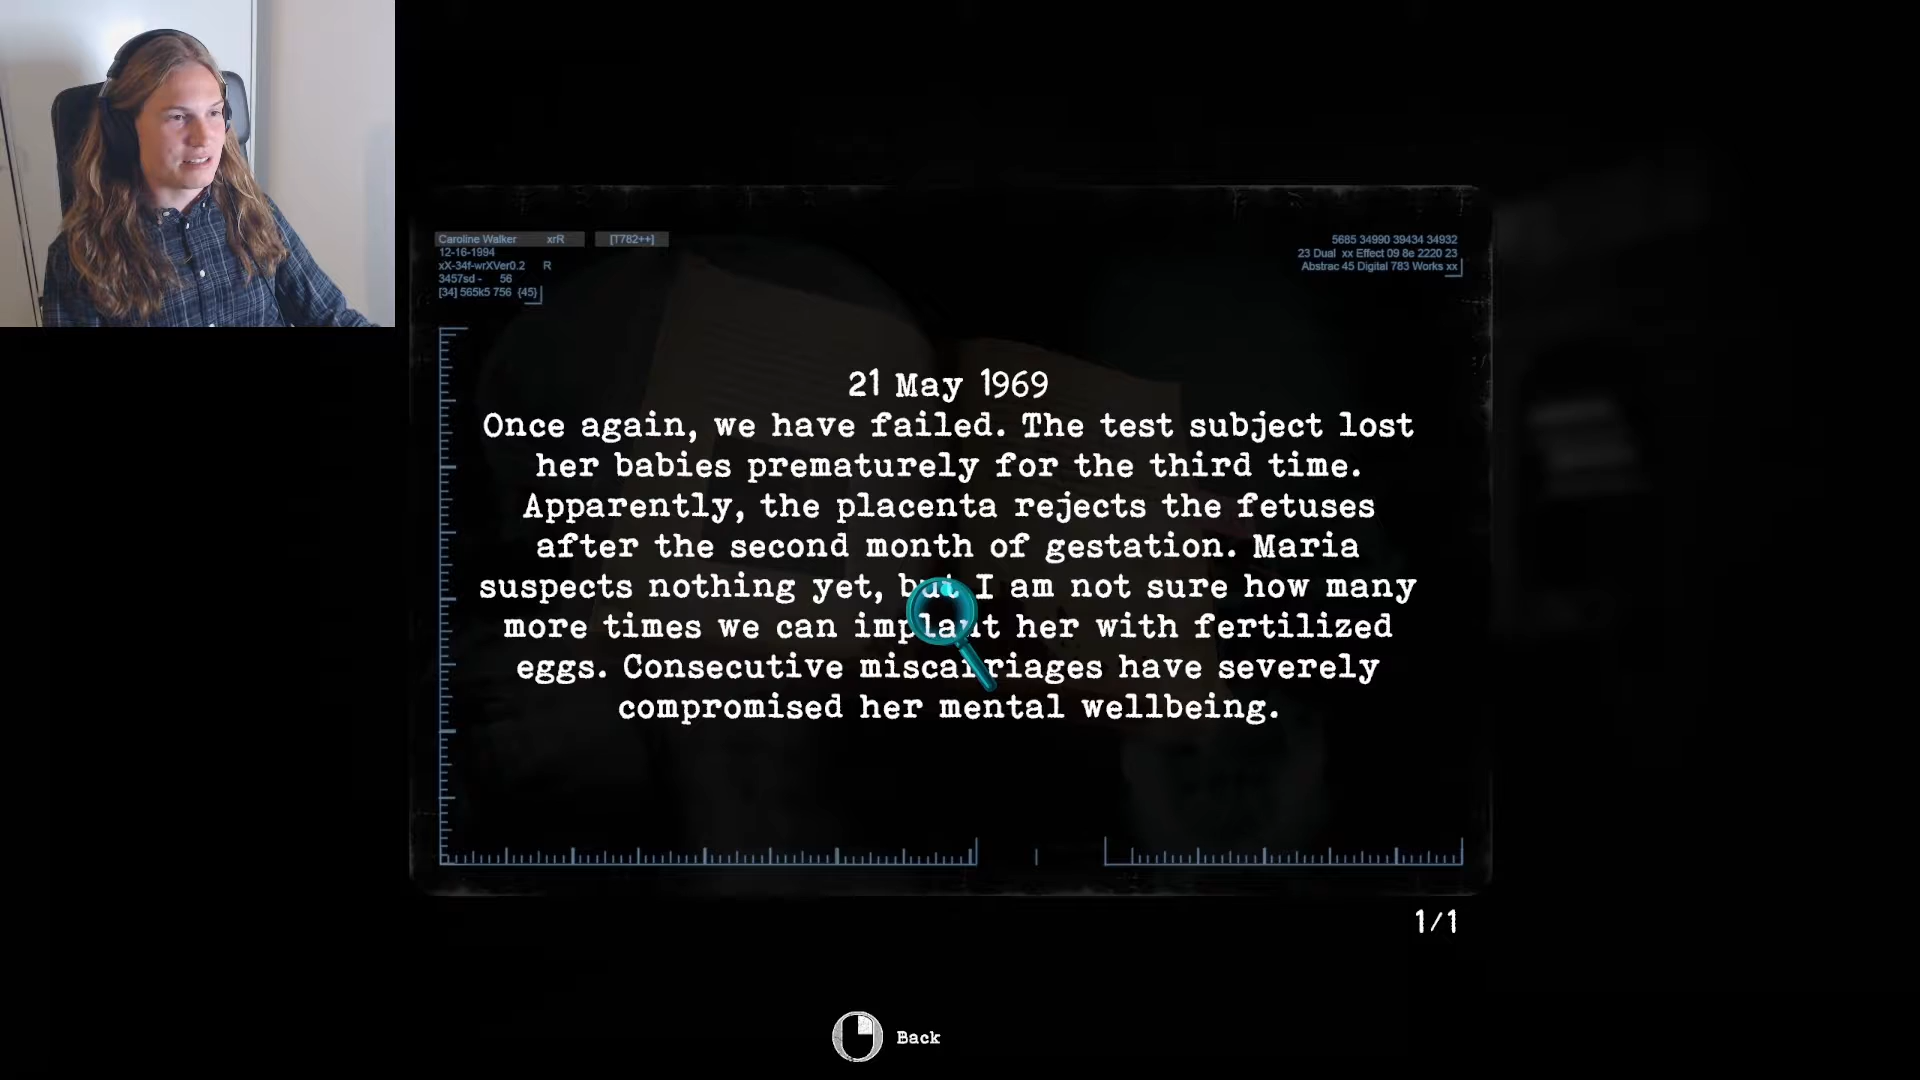 Caroline Walker xrR [T782++]
12-16-1994
xX-34f-wrXVer0.2 R
3457sd - 56
[34] 565k5 756 {45}
5685 34990 39434 34932
23 Dual xx Effect 09 8e 2220 23
Abstrac 45 Digital 783 Works xx
21 May 1969
Once again, we have failed. The test subject lost
her babies prematurely for the third time.
Apparently, the placenta rejects the fetuses
after the second month of gestation. Maria
suspects nothing yet, but I am not sure how many
more times we can implant her with fertilized
eggs. Consecutive miscarriages have severely
compromised her mental wellbeing.
1/1
Back